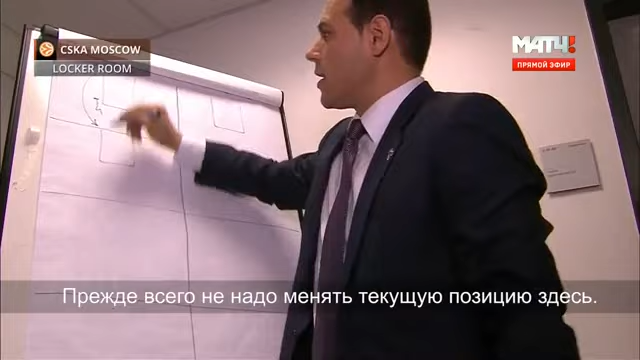 CSKA MOSCOW
LOCKER ROOM
МАТЧ!
ПРЯМОЙ ЭФИР
Прежде всего не надо менять текущую позицию здесь.